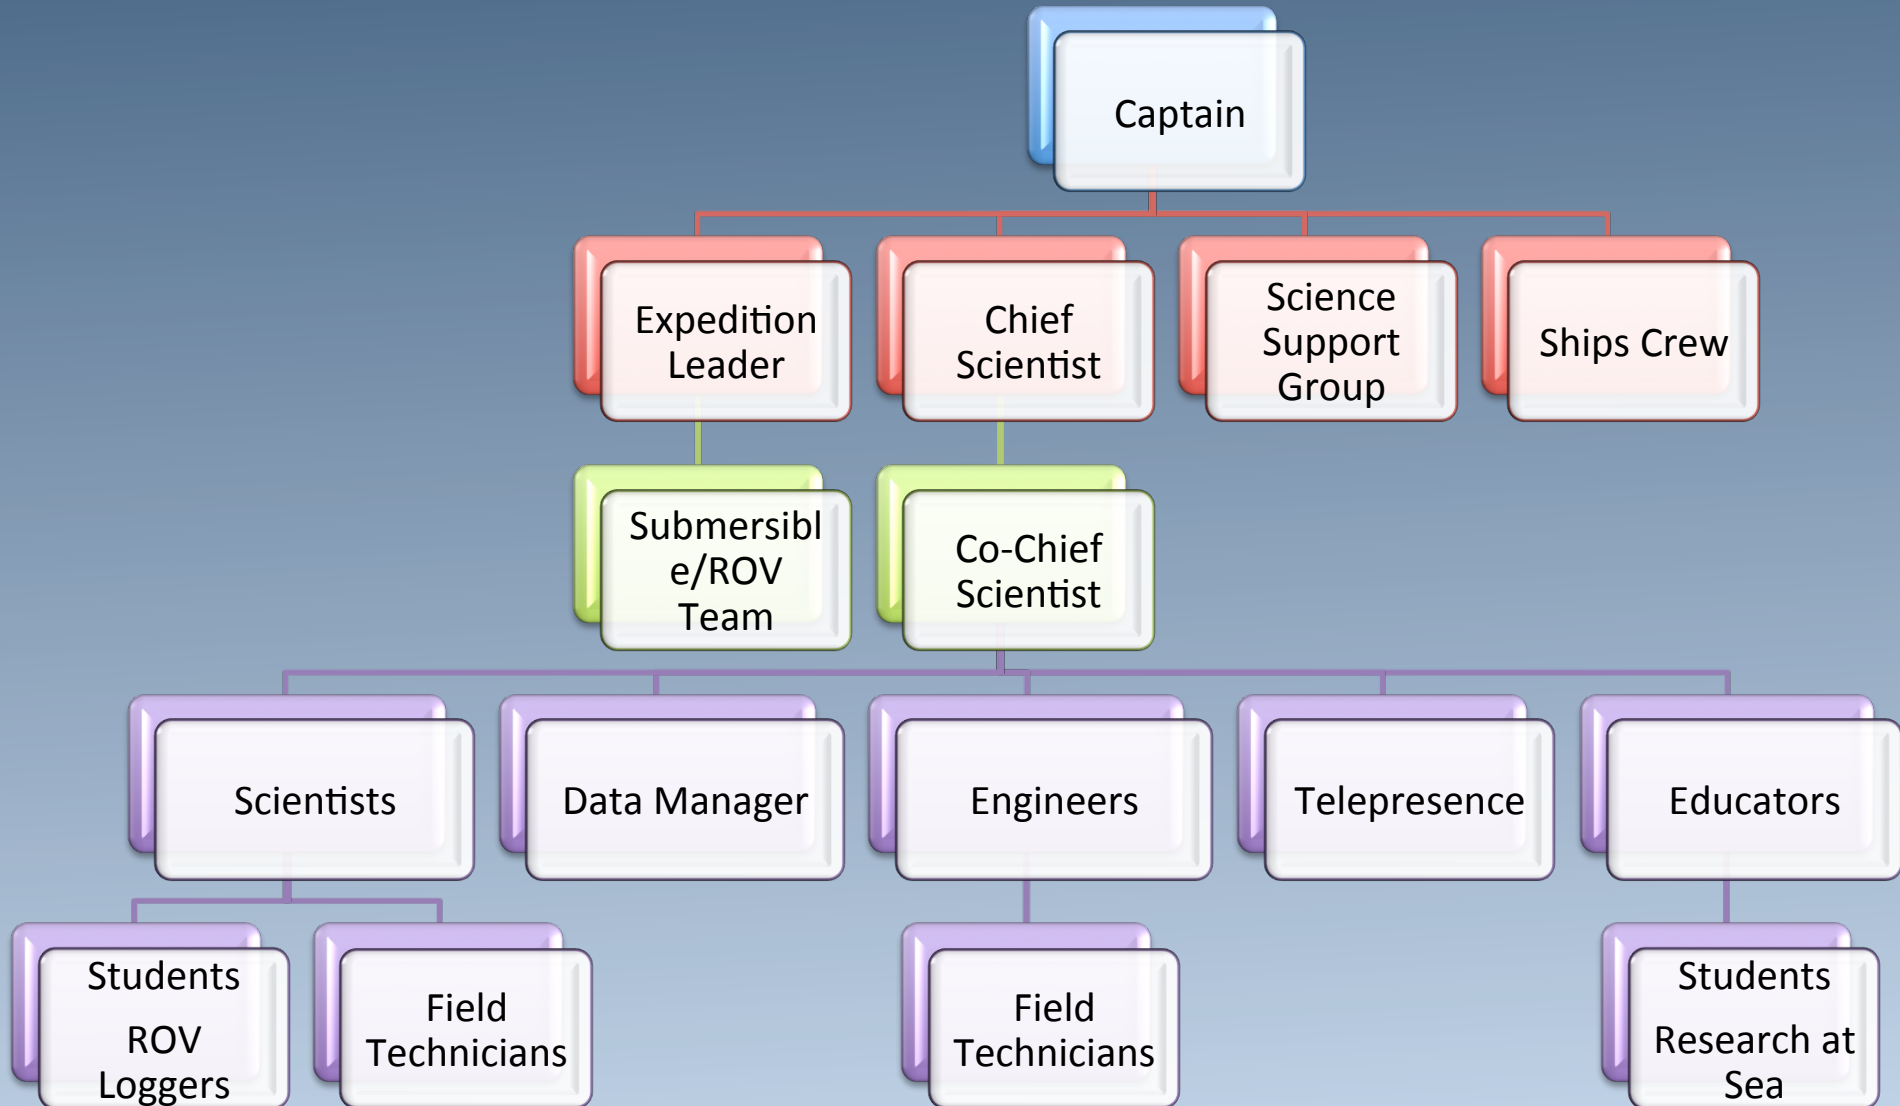 Captain
Expedition
Leader
Chief
Scientist
Science
Support
Group
Ships Crew
Submersibl
e/ROV
Team
Co-Chief
Scientist
Scientists
Data Manager
Engineers
Telepresence
Educators
Students
ROV
Loggers
Field
Technicians
Field
Technicians
Students
Research at
Sea